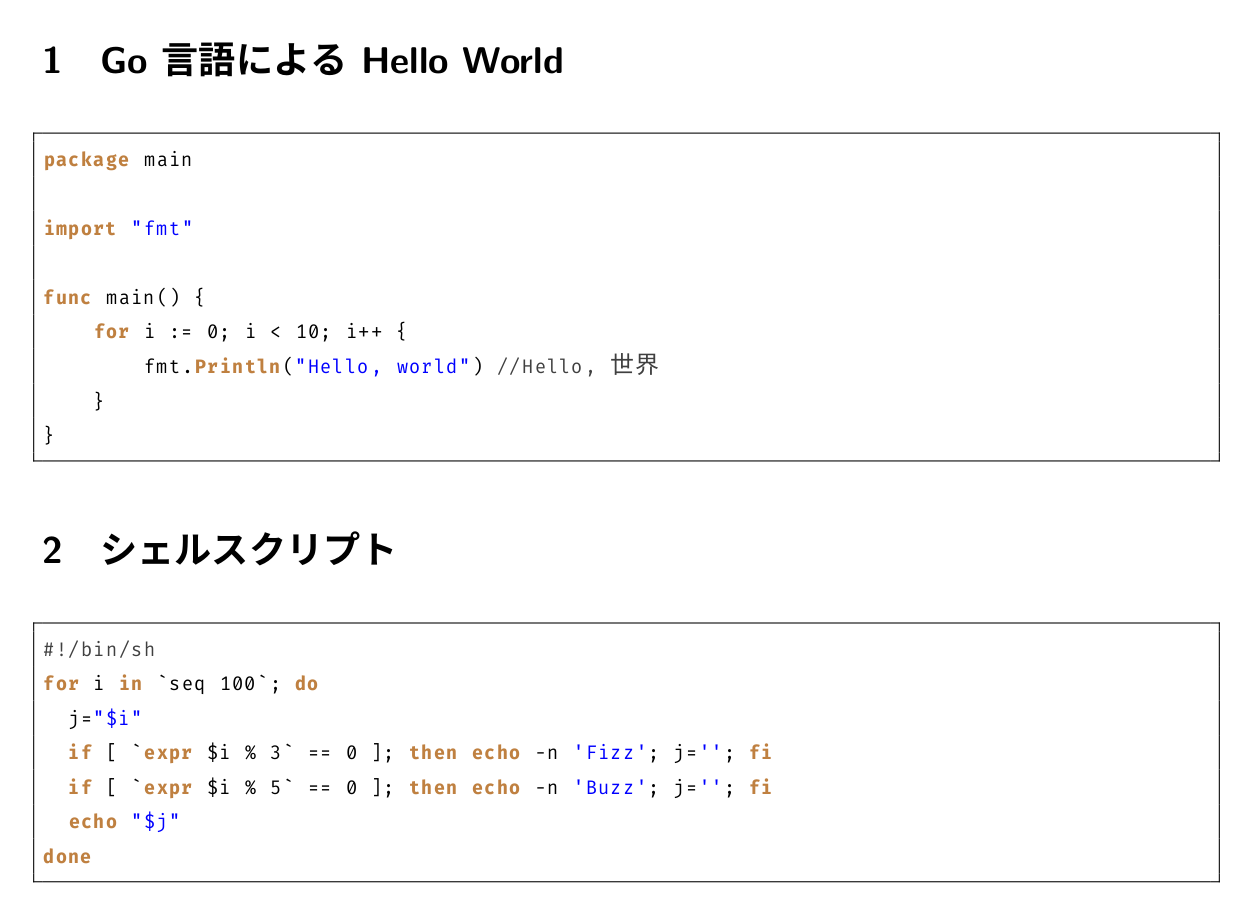 1 Go 言語による Hello World
package main
import "fmt"
func main() {
    for i := 0; i < 10; i++ {
        fmt.Println("Hello, world") //Hello, 世界
    }
}
2 シェルスクリプト
#!/bin/sh
for i in `seq 100`; do
  j="$i"
  if [ `expr $i % 3` == 0 ]; then echo -n 'Fizz'; j=''; fi
  if [ `expr $i % 5` == 0 ]; then echo -n 'Buzz'; j=''; fi
  echo "$j"
done